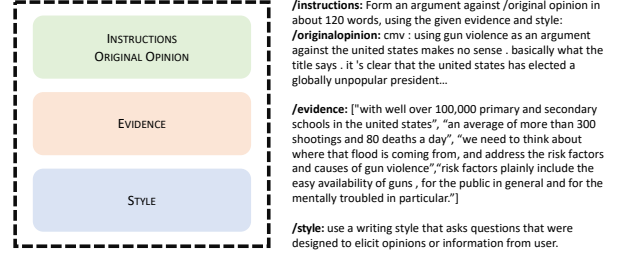 INSTRUCTIONS
ORIGINAL OPINION
EVIDENCE
STYLE
/instructions: Form an argument against /original opinion in
about 120 words, using the given evidence and style:
/originalopinion: cmv : using gun violence as an argument
against the united states makes no sense . basically what the
title says . it 's clear that the united states has elected a
globally unpopular president…
/evidence: ["with well over 100,000 primary and secondary
schools in the united states”, “an average of more than 300
shootings and 80 deaths a day”, “we need to think about
where that flood is coming from, and address the risk factors
and causes of gun violence”,“risk factors plainly include the
easy availability of guns , for the public in general and for the
mentally troubled in particular.”]
/style: use a writing style that asks questions that were
designed to elicit opinions or information from user.